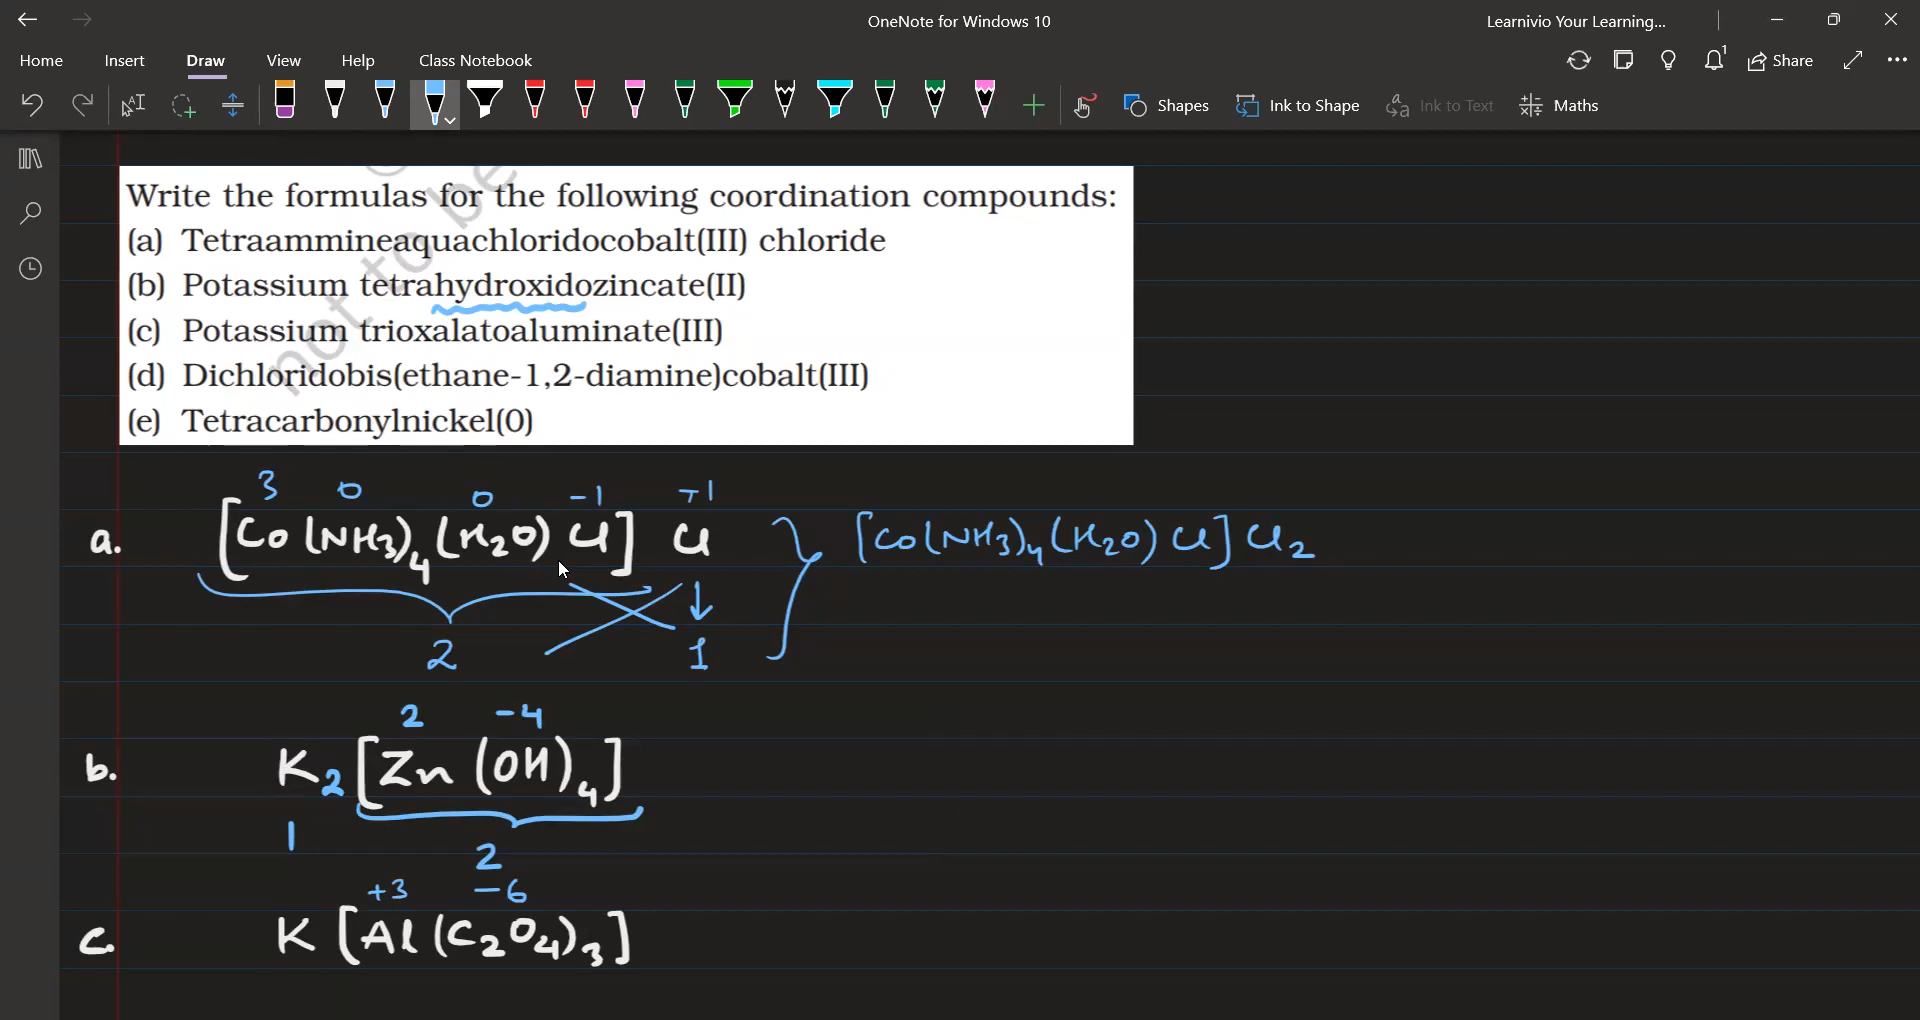 OneNote for Windows 10
Learnivio Your Learning...
Home Insert Draw View Help Class Notebook
1
Share
Shapes Ink to Shape Ink to Text Maths
not to be
Write the formulas for the following coordination compounds:
(a) Tetraammineaquachloridocobalt(III) chloride
(b) Potassium tetrahydroxidozincate(II)
(c) Potassium trioxalatoaluminate(III)
(d) Dichloridobis(ethane-1,2-diamine)cobalt(III)
(e) Tetracarbonylnickel(0)
3 0 0 -1
a. [Co(NH3)4(H2O)Cl] Cl [Co(NH3)4(H2O)Cl]Cl2
2 1
2 -4
b. K2[Zn(OH)4]
1
2
+3 -6
c. K[Al(C2O4)3]